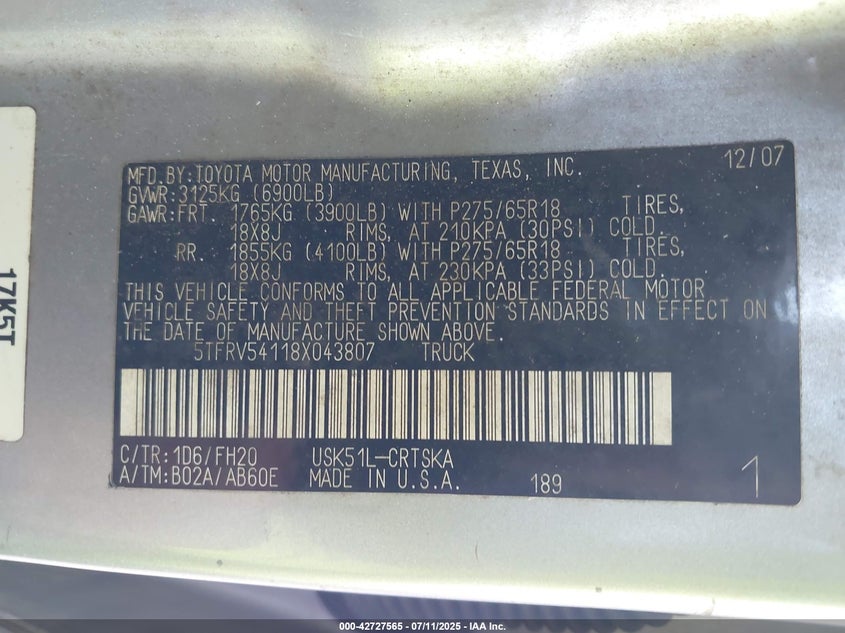 MFD.BY:TOYOTA MOTOR MANUFACTURING, TEXAS, INC. 12/07
GVWR:3125KG (6900LB)
GAWR:FRT. 1765KG (3900LB) WITH P275/65R18 TIRES,
18X8J RIMS, AT 210KPA (30PSI) COLD.
RR. 1855KG (4100LB) WITH P275/65R18 TIRES,
18X8J RIMS, AT 230KPA (33PSI) COLD.
THIS VEHICLE CONFORMS TO ALL APPLICABLE FEDERAL MOTOR
VEHICLE SAFETY AND THEFT PREVENTION STANDARDS IN EFFECT ON
THE DATE OF MANUFACTURE SHOWN ABOVE.
5TFRV54118X043807 TRUCK
C/TR:1D6/FH20 USK51L-CRTSKA
A/TM:B02A/AB60E MADE IN U.S.A. 189 1
17K5T
000-42727565 - 07/11/2025 - IAA Inc.